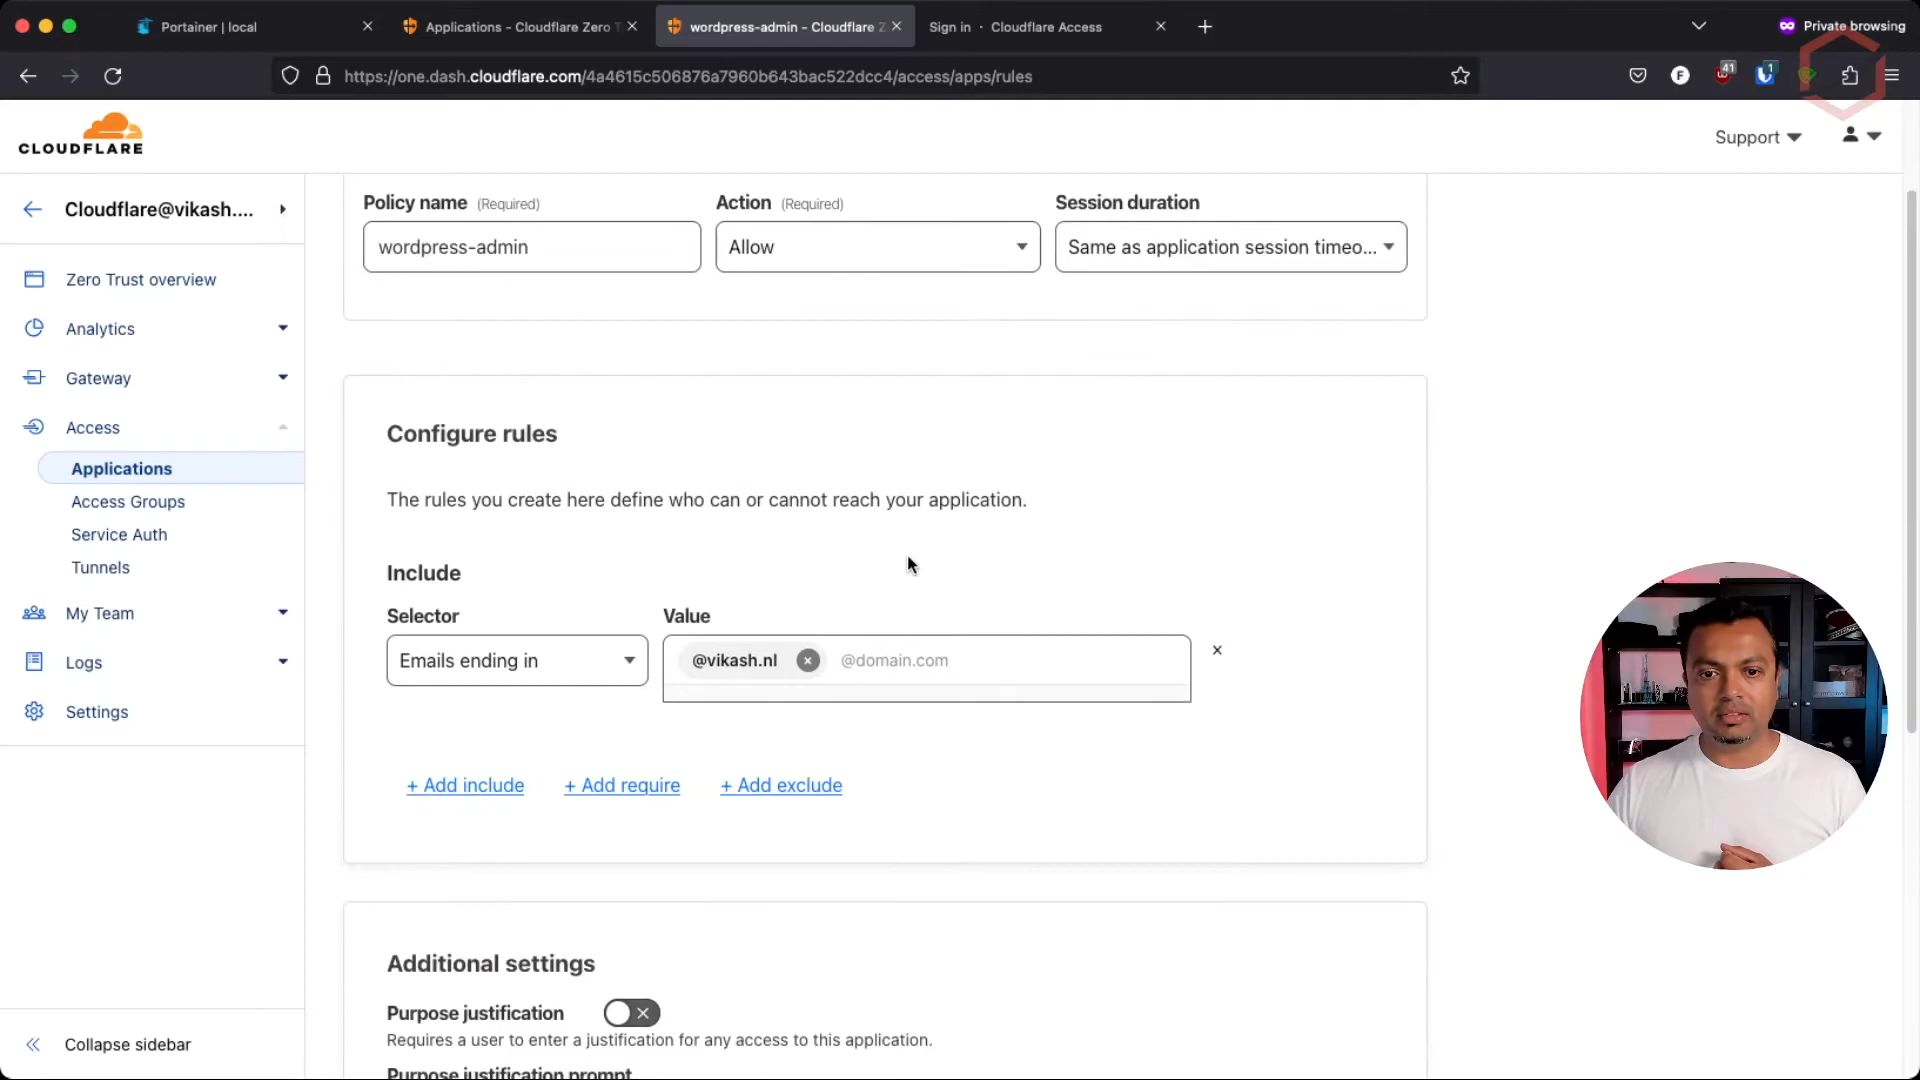 Portainer | local
Applications - Cloudflare Zero T
wordpress-admin - Cloudflare Z
Sign in · Cloudflare Access
Private browsing
https://one.dash.cloudflare.com/4a4615c506876a7960b643bac522dcc4/access/apps/rules
F
41
1
CLOUDFLARE
Support
Cloudflare@vikash....
Zero Trust overview
Analytics
Gateway
Access
Applications
Access Groups
Service Auth
Tunnels
My Team
Logs
Settings
Collapse sidebar
Policy name (Required)
Action (Required)
Session duration
wordpress-admin
Allow
Same as application session timeo...
Configure rules
The rules you create here define who can or cannot reach your application.
Include
Selector
Value
Emails ending in
@vikash.nl
@domain.com
+ Add include
+ Add require
+ Add exclude
Additional settings
Purpose justification
Requires a user to enter a justification for any access to this application.
Purpose justification prompt